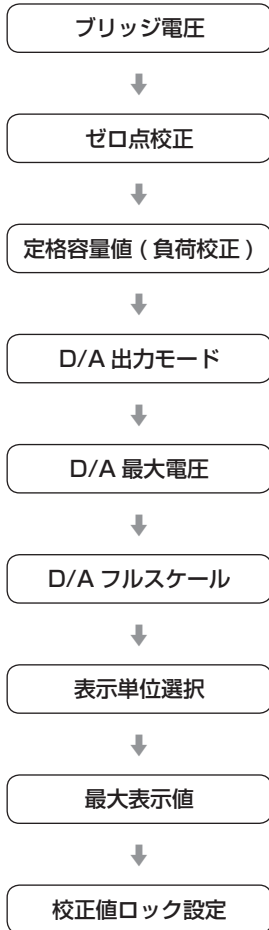 ブリッジ電圧
ゼロ点校正
定格容量値 ( 負荷校正 )
D/A 出力モード
D/A 最大電圧
D/A フルスケール
表示単位選択
最大表示値
校正値ロック設定